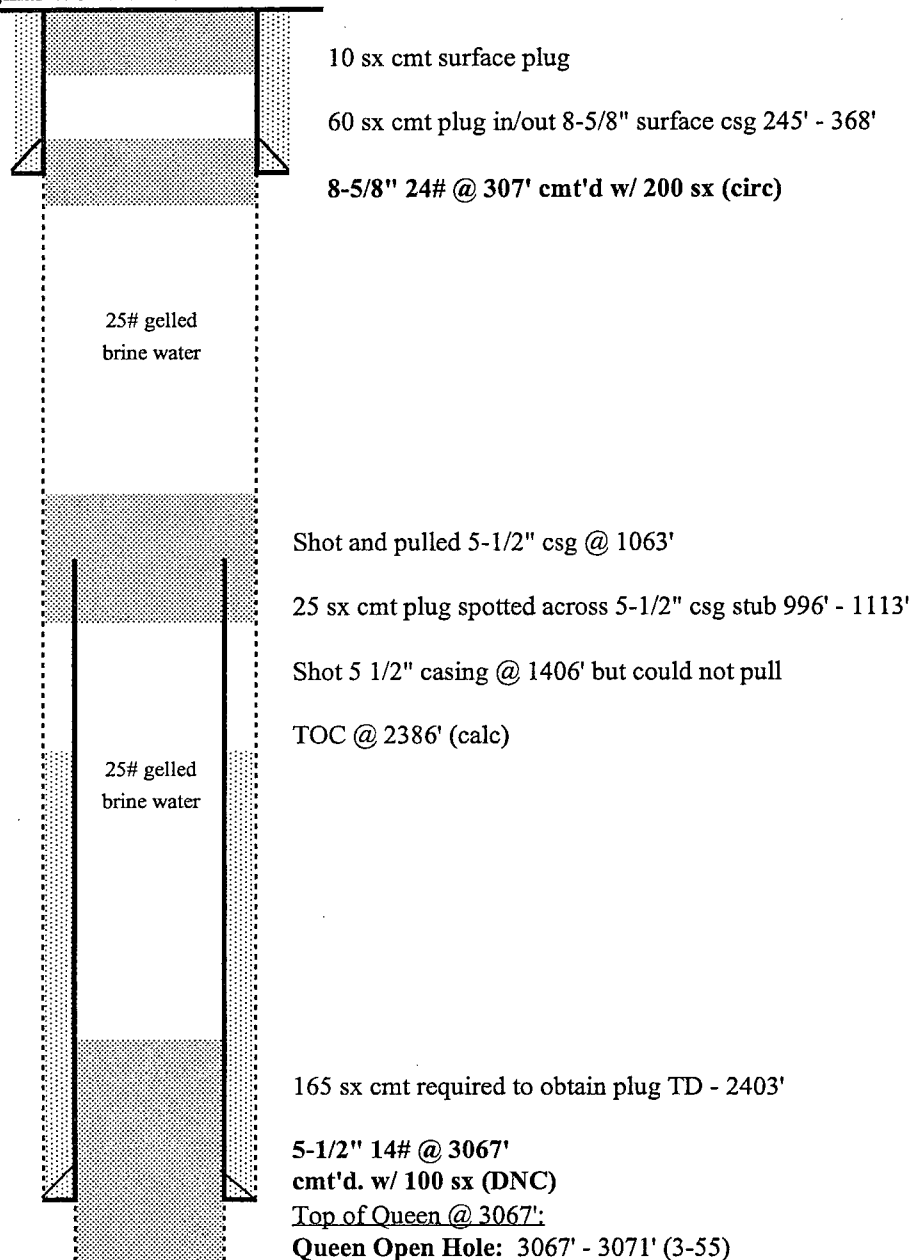 10 sx cmt surface plug
60 sx cmt plug in/out 8-5/8" surface csg 245' - 368'
8-5/8" 24# @ 307' cmt'd w/ 200 sx (circ)
25# gelled
brine water
Shot and pulled 5-1/2" csg @ 1063'
25 sx cmt plug spotted across 5-1/2" csg stub 996' - 1113'
Shot 5 1/2" casing @ 1406' but could not pull
TOC @ 2386' (calc)
25# gelled
brine water
165 sx cmt required to obtain plug TD - 2403'
5-1/2" 14# @ 3067'
cmt'd. w/ 100 sx (DNC)
Top of Queen @ 3067':
Queen Open Hole: 3067' - 3071' (3-55)